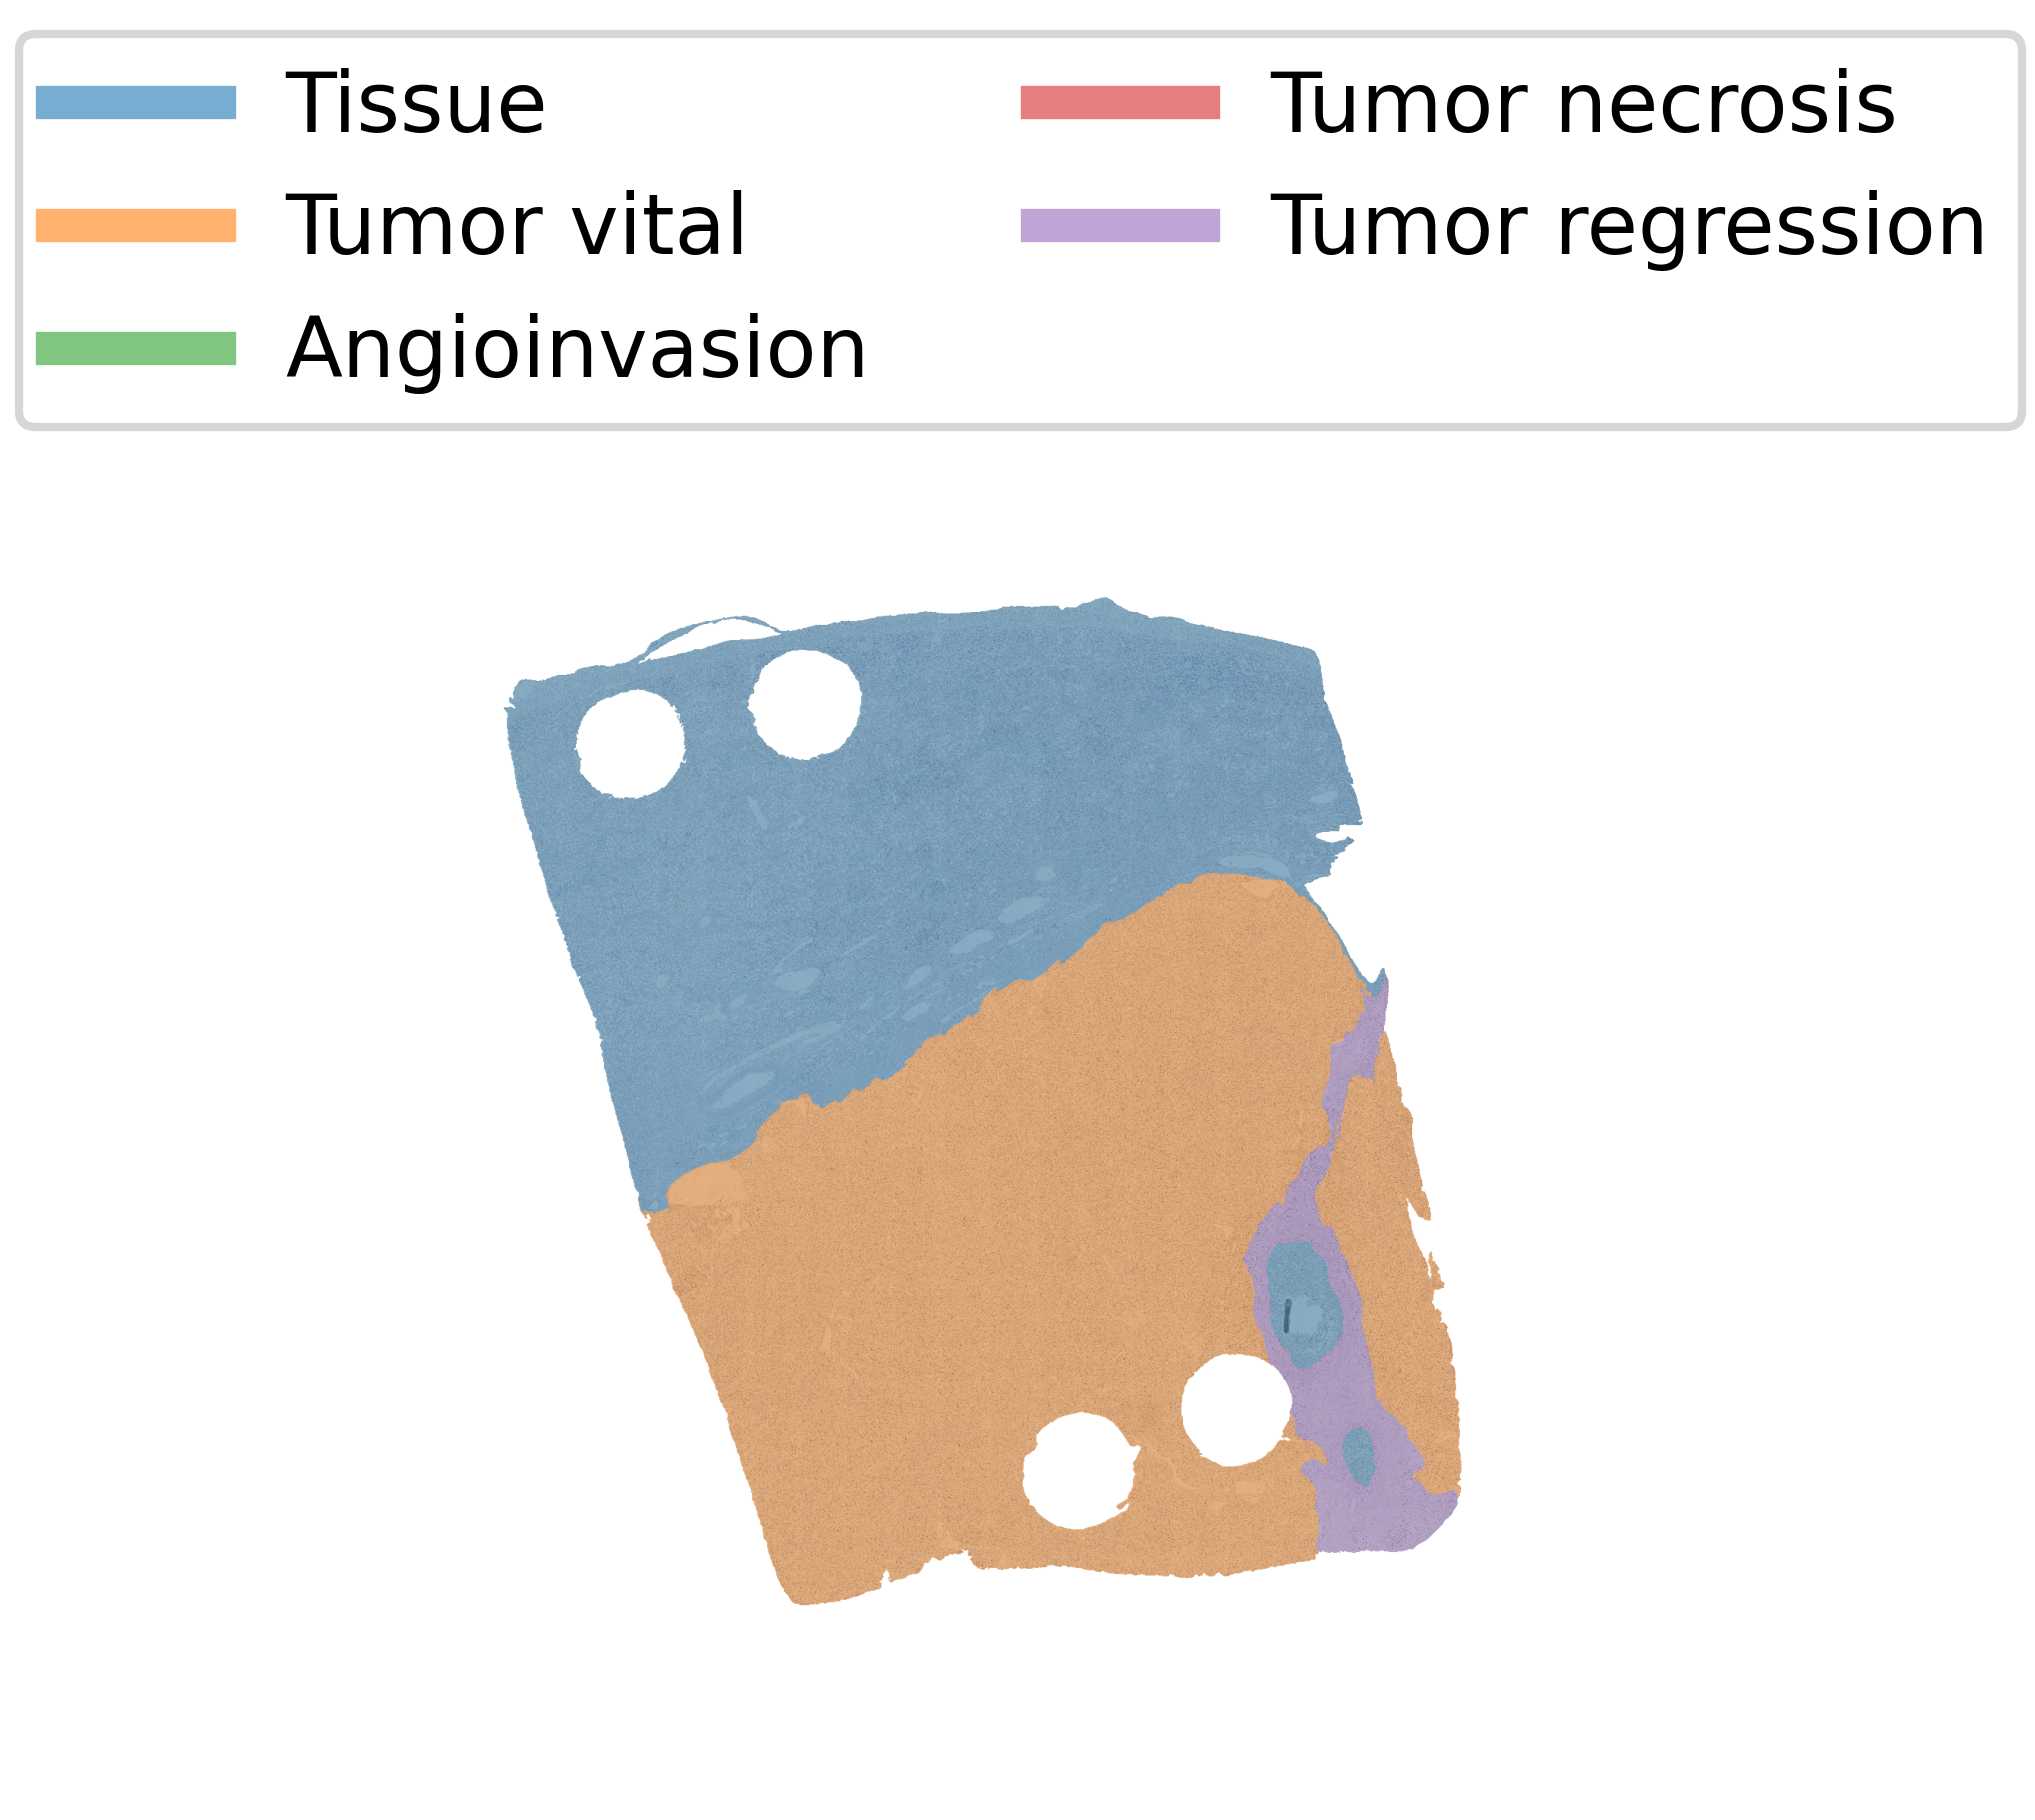 Tissue
Tumor vital
Angioinvasion
Tumor necrosis
Tumor regression